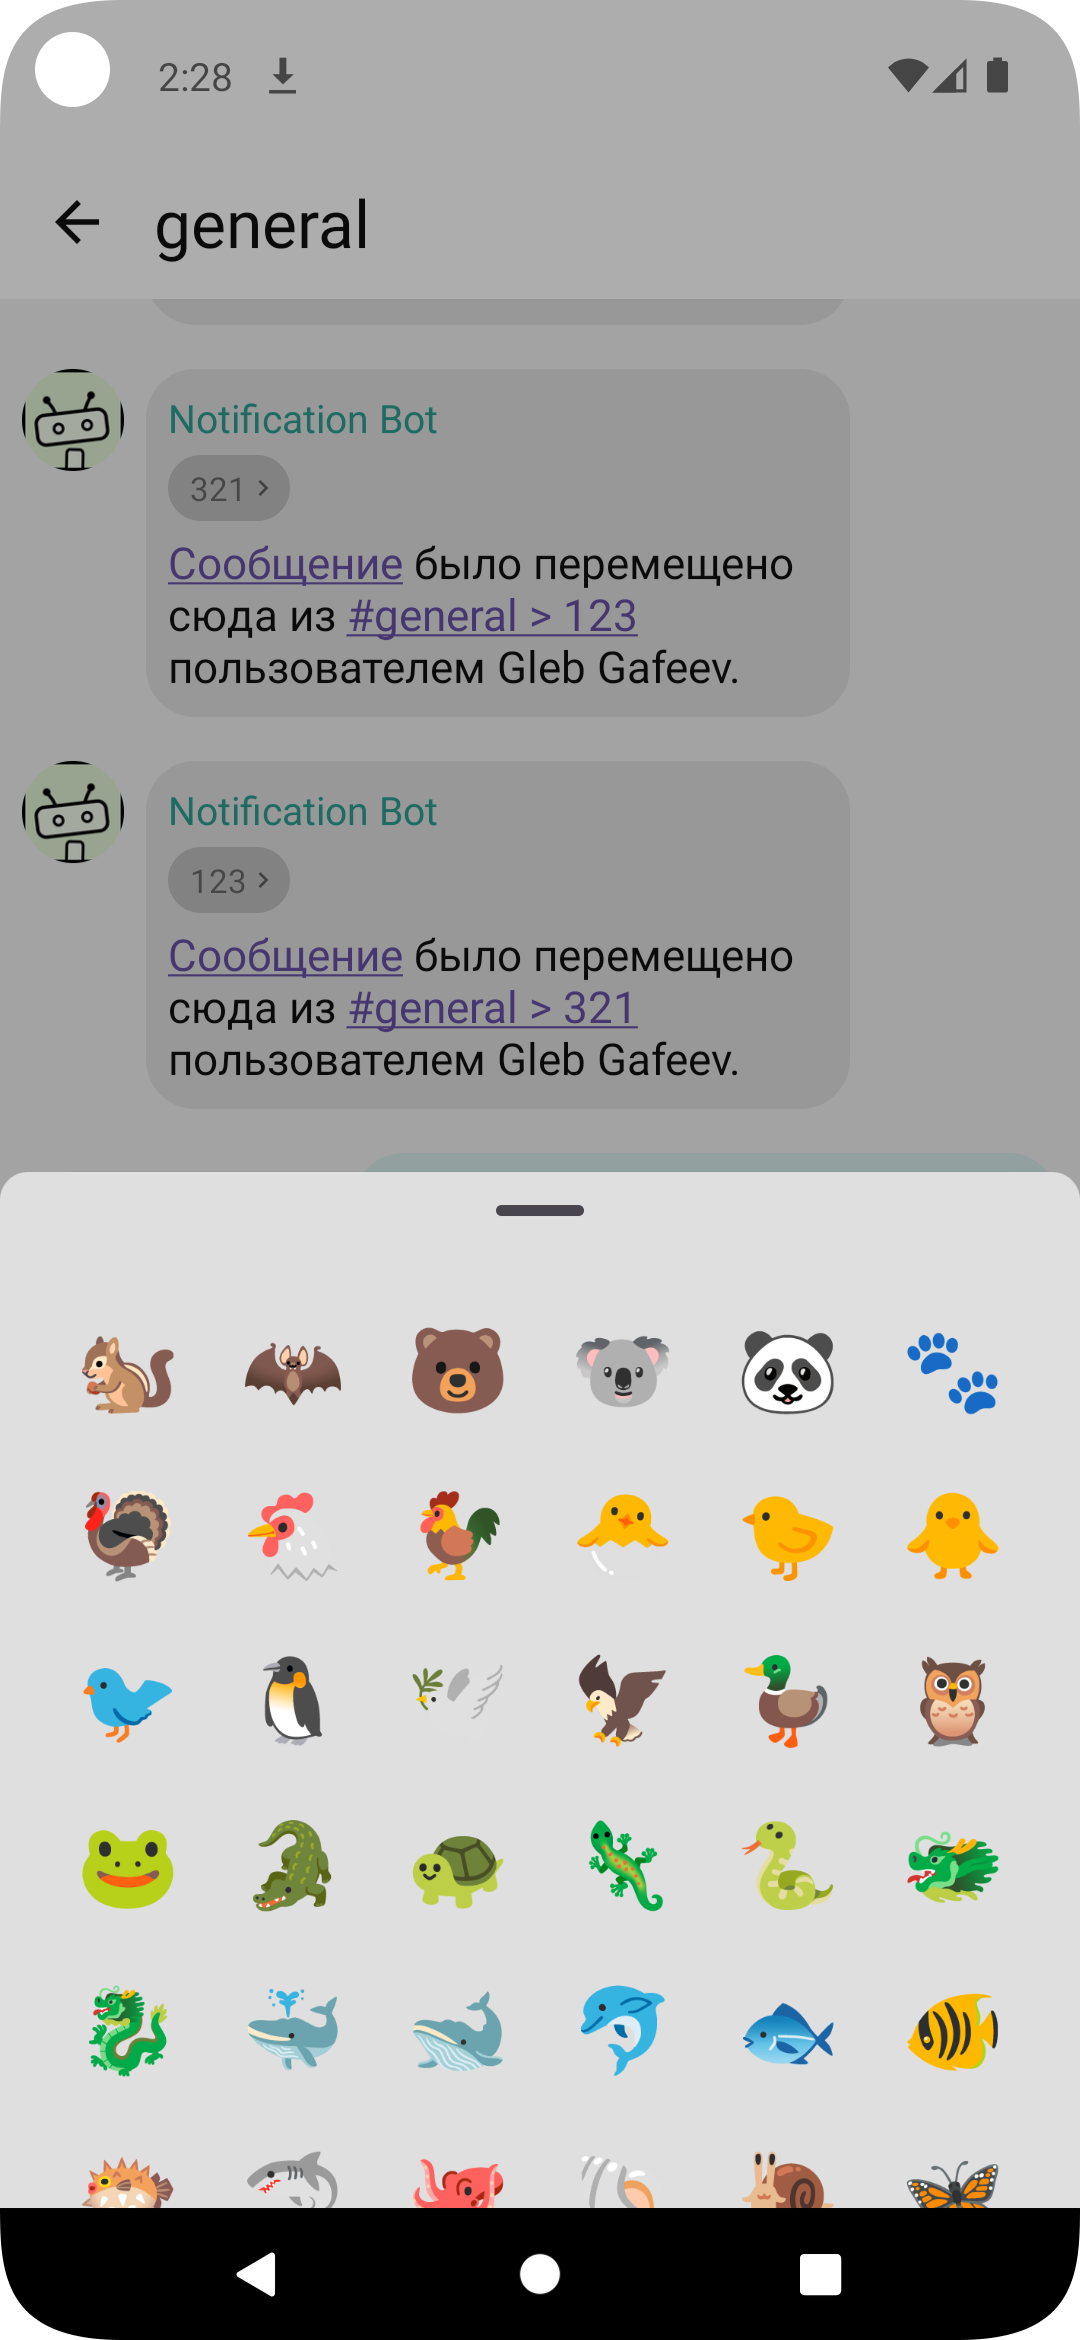 2:28
general
Notification Bot
321 >
Сообщение было перемещено
сюда из #general > 123
пользователем Gleb Gafeev.
Notification Bot
123 >
Сообщение было перемещено
сюда из #general > 321
пользователем Gleb Gafeev.